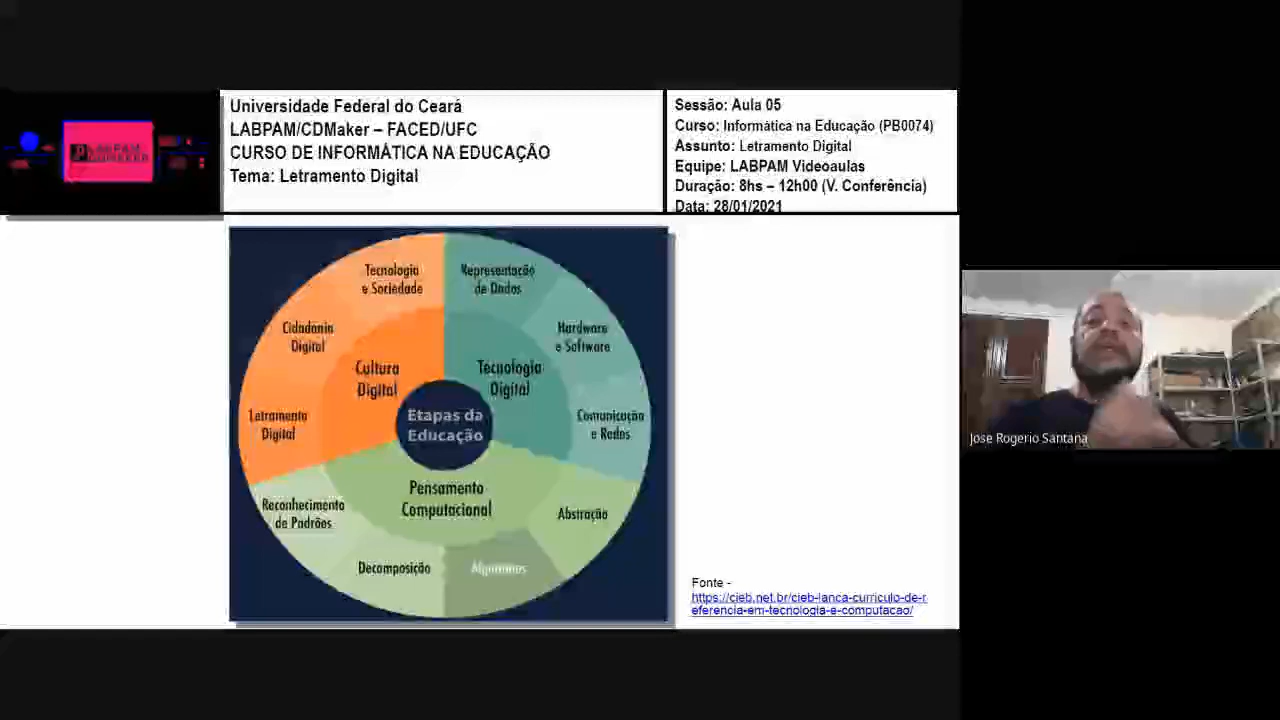 Universidade Federal do Ceará
LABPAM/CDMaker – FACED/UFC
CURSO DE INFORMÁTICA NA EDUCAÇÃO
Tema: Letramento Digital
Sessão: Aula 05
Curso: Informática na Educação (PB0074)
Assunto: Letramento Digital
Equipe: LABPAM Videoaulas
Duração: 8hs – 12h00 (V. Conferência)
Data: 28/01/2021
Tecnologia
e Sociedade
Representação
de Dados
Cidadania
Digital
Hardware
e Software
Cultura
Digital
Tecnologia
Digital
Letramento
Digital
Etapas da
Educação
Comunicação
e Redes
Pensamento
Computacional
Reconhecimento
de Padrões
Abstração
Decomposição
Algoritmos
Fonte -
https://cieb.net.br/cieb-lanca-curriculo-de-r
eferencia-em-tecnologia-e-computacao/
Jose Rogerio Santana